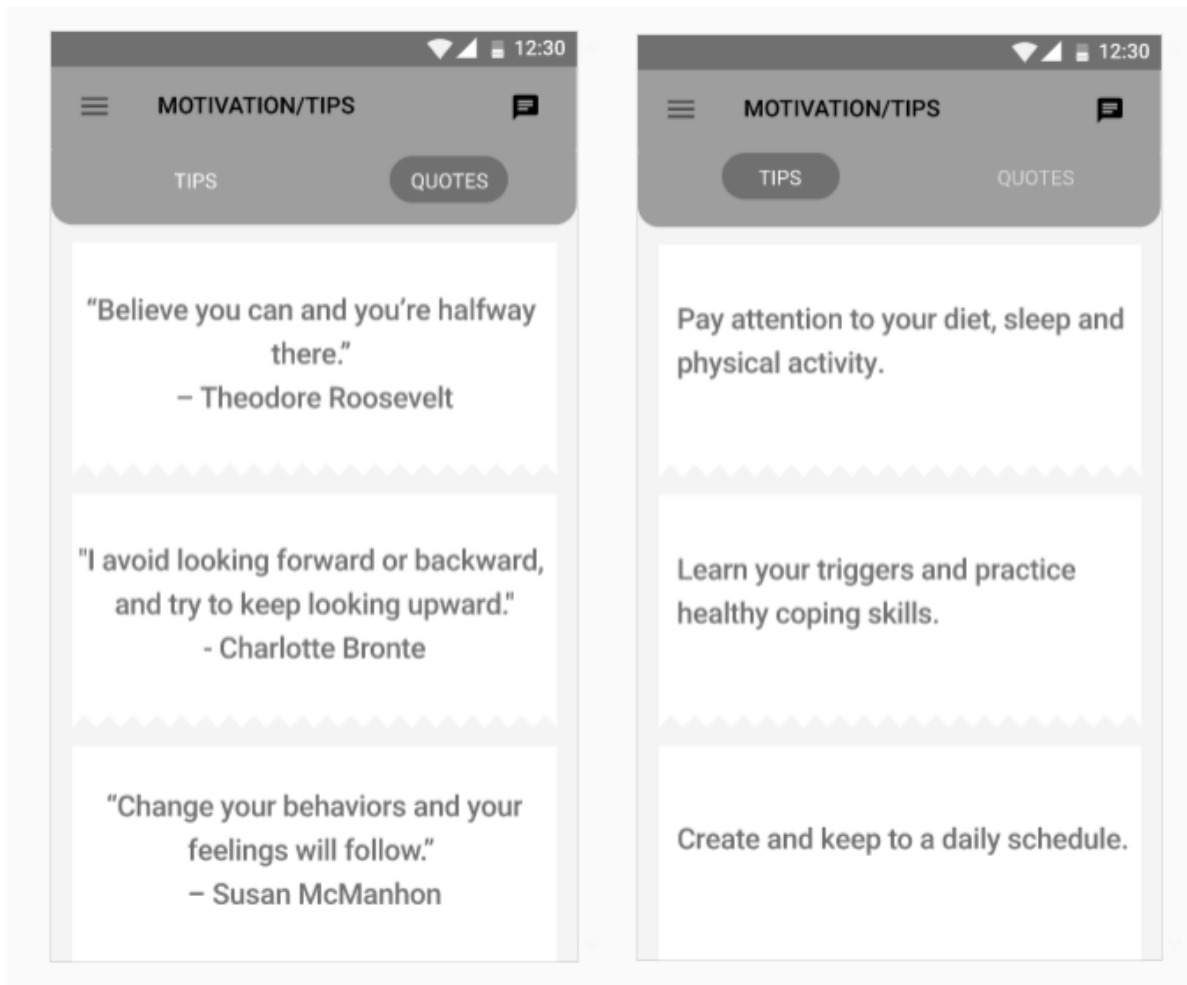 12:30
MOTIVATION/TIPS
TIPS
QUOTES
“Believe you can and you’re halfway
there.”
– Theodore Roosevelt
"I avoid looking forward or backward,
and try to keep looking upward."
- Charlotte Bronte
“Change your behaviors and your
feelings will follow.”
– Susan McManhon
12:30
MOTIVATION/TIPS
TIPS
QUOTES
Pay attention to your diet, sleep and
physical activity.
Learn your triggers and practice
healthy coping skills.
Create and keep to a daily schedule.